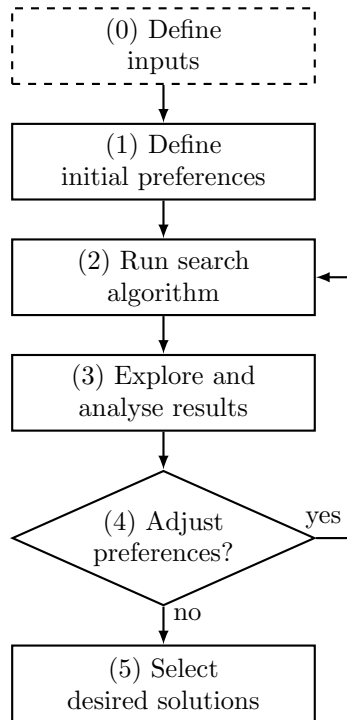 (0) Define
inputs
(1) Define
initial preferences
(2) Run search
algorithm
(3) Explore and
analyse results
(4) Adjust
preferences?
yes
no
(5) Select
desired solutions